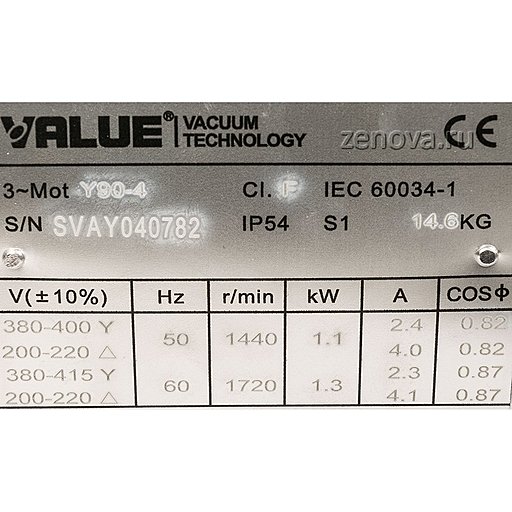 VALUE® VACUUM TECHNOLOGY
zenova.ru CE
3~Mot Y90-4 Cl. F IEC 60034-1
S/N SVAY040782 IP54 S1 14.6KG
V(±10%) Hz r/min kW A COSΦ
380-400 Y 50 1440 1.1 2.4 0.82
200-220 △ 4.0 0.82
380-415 Y 60 1720 1.3 2.3 0.87
200-220 △ 4.1 0.87